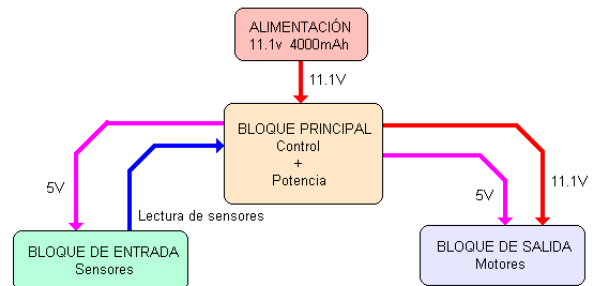 ALIMENTACIÓN
11.1v 4000mAh
11.1V
BLOQUE PRINCIPAL
Control
+
Potencia
5V
Lectura de sensores
5V
11.1V
BLOQUE DE ENTRADA
Sensores
BLOQUE DE SALIDA
Motores